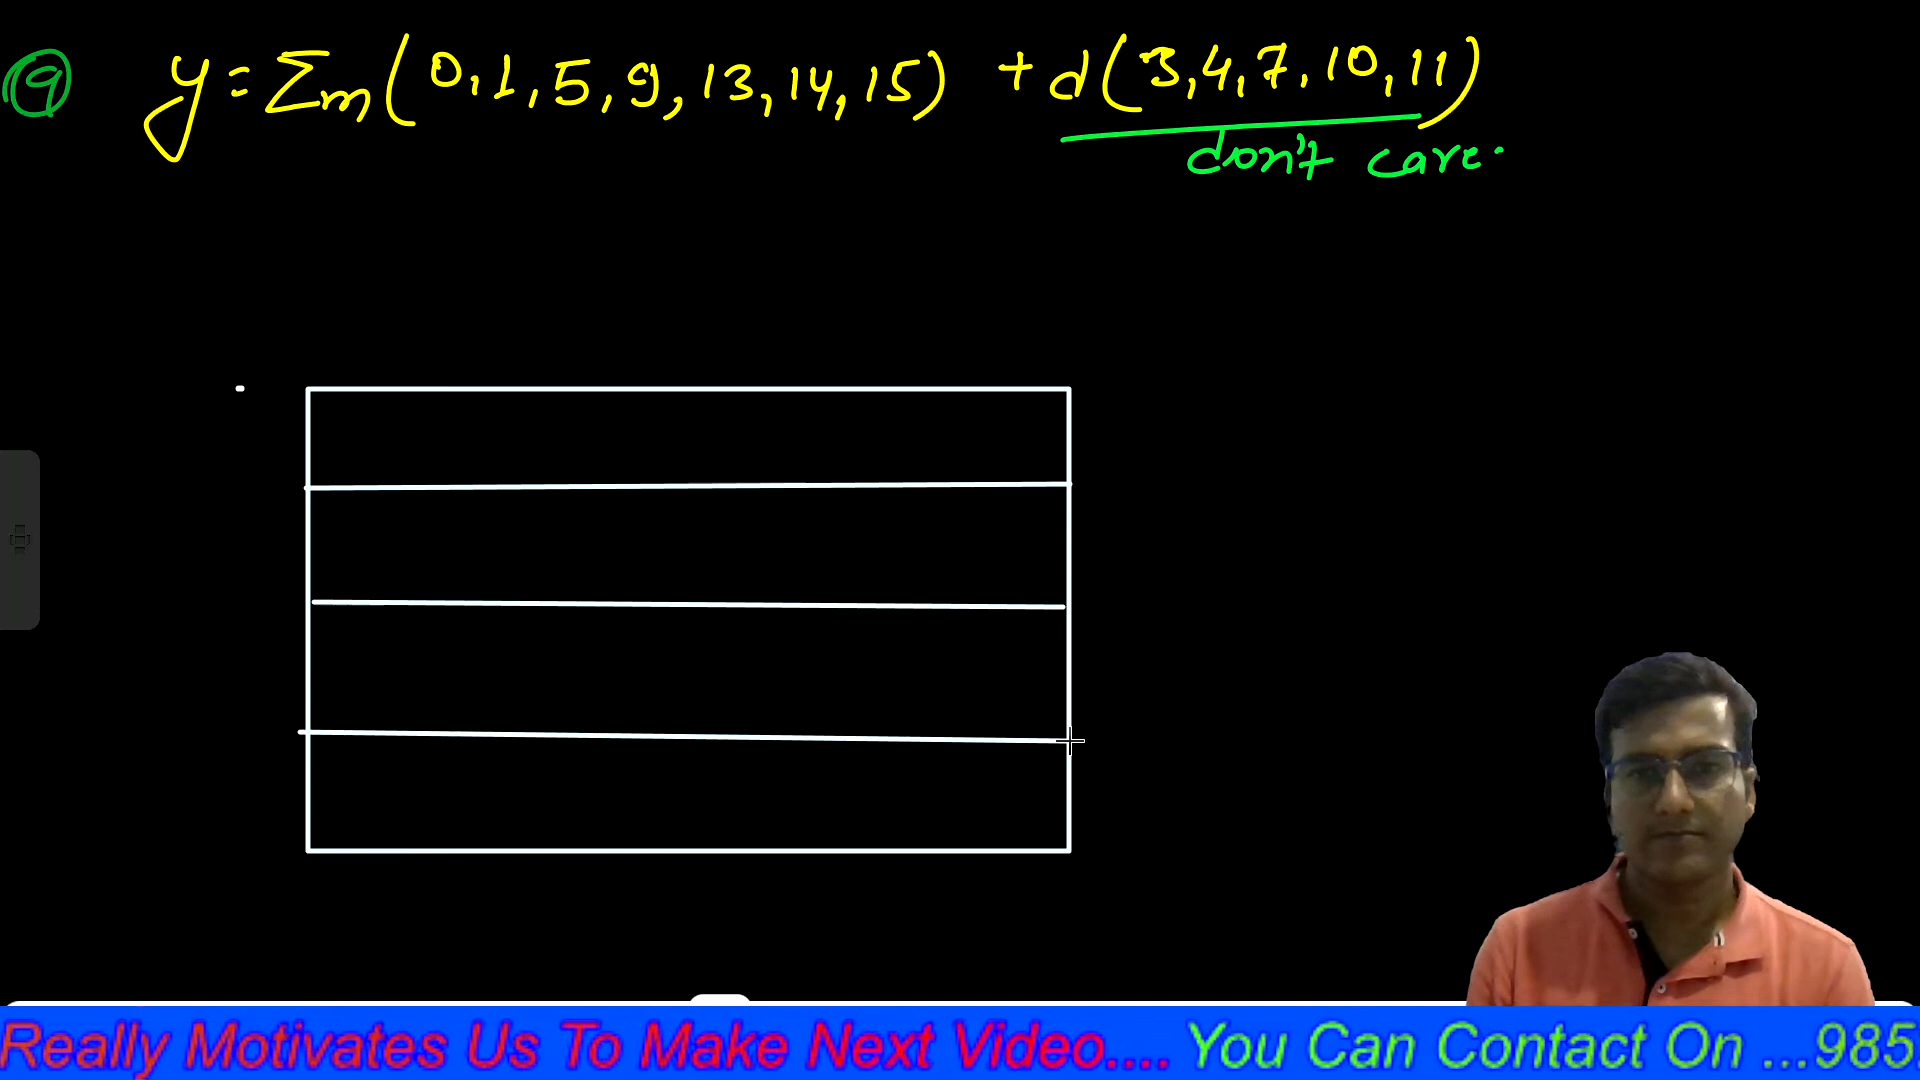 9 y = Σm(0,1,5,9,13,14,15) + d(3,4,7,10,11)
don't care.
Really Motivates Us To Make Next Video.... You Can Contact On ...985